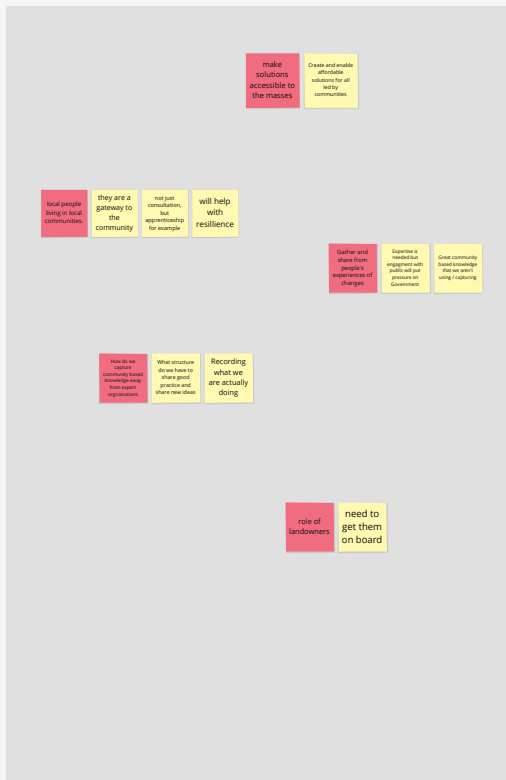 make
solutions
accessible to
the masses
Create and enable
affordable
solutions for all
led by
communities
local people
living in local
communities.
they are a
gateway to
the
community
not just
consultation,
but
apprenticeship
for example
will help
with
resillience
Gather and
share from
people's
experiences of
changes
Expertise is
needed but
engagment with
public will put
pressure on
Government
Great community
based knowledge
that we aren't
using / capturing
How do we
capture
community based
knowledge away
from expert
orgnaisations
What structure
do we have to
share good
practice and
share new ideas
Recording
what we
are actually
doing
role of
landowners
need to
get them
on board